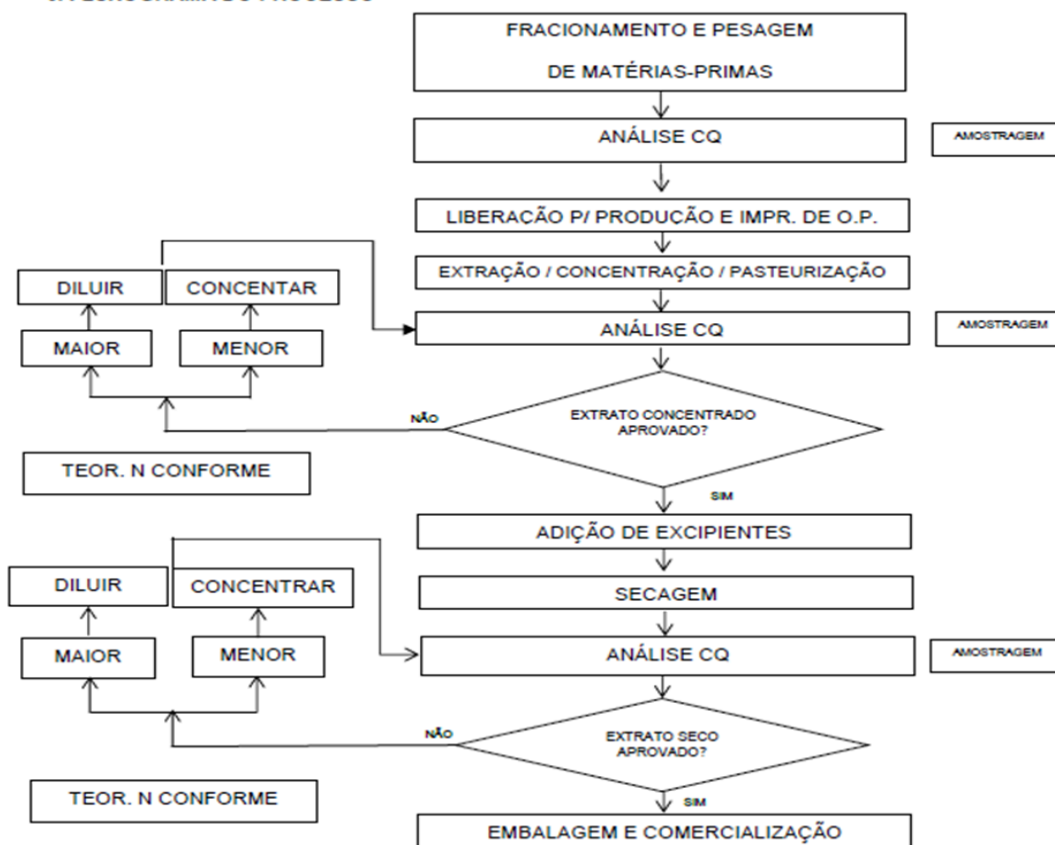 FRACIONAMENTO E PESAGEM
DE MATÉRIAS-PRIMAS
ANÁLISE CQ
AMOSTRAGEM
LIBERAÇÃO P/ PRODUÇÃO E IMPR. DE O.P.
EXTRAÇÃO / CONCENTRAÇÃO / PASTEURIZAÇÃO
DILUIR
CONCENTAR
ANÁLISE CQ
AMOSTRAGEM
MAIOR
MENOR
EXTRATO CONCENTRADO
APROVADO?
NÃO
TEOR. N CONFORME
SIM
ADIÇÃO DE EXCIPIENTES
DILUIR
CONCENTRAR
SECAGEM
MAIOR
MENOR
ANÁLISE CQ
AMOSTRAGEM
NÃO
EXTRATO SECO
APROVADO?
TEOR. N CONFORME
SIM
EMBALAGEM E COMERCIALIZAÇÃO